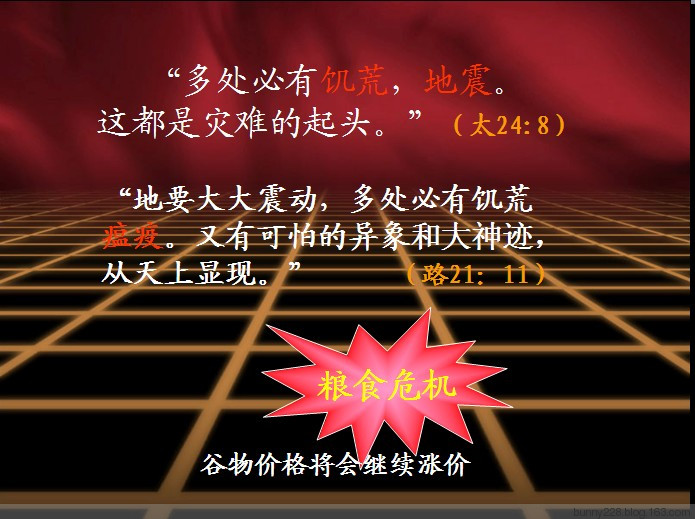 “多处必有饥荒，地震。
这都是灾难的起头。”（太24:8）
“地要大大震动，多处必有饥荒
瘟疫。又有可怕的异象和大神迹，
从天上显现。”（路21：11）
粮食危机
谷物价格将会继续涨价
bunny228.blog.163.com